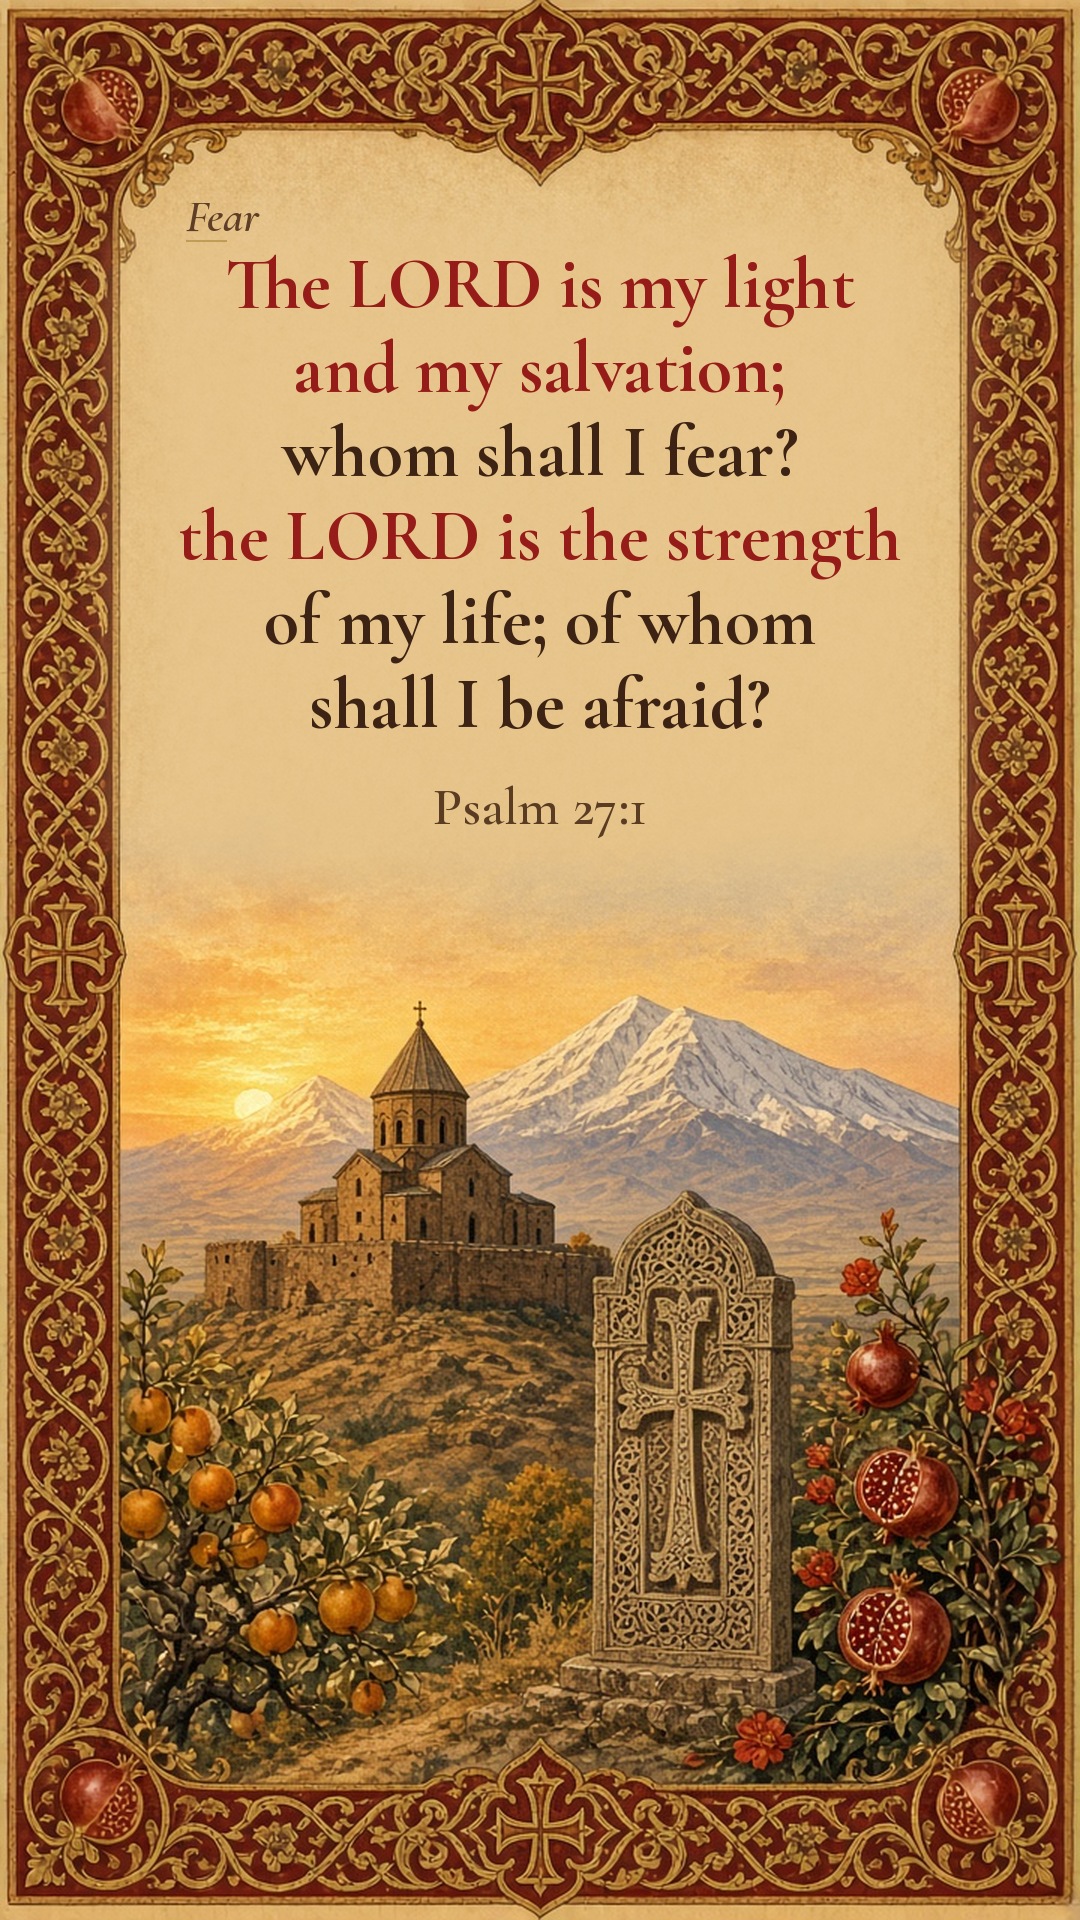 Fear
The LORD is my light
and my salvation;
whom shall I fear?
the LORD is the strength
of my life; of whom
shall I be afraid?
Psalm 27:1